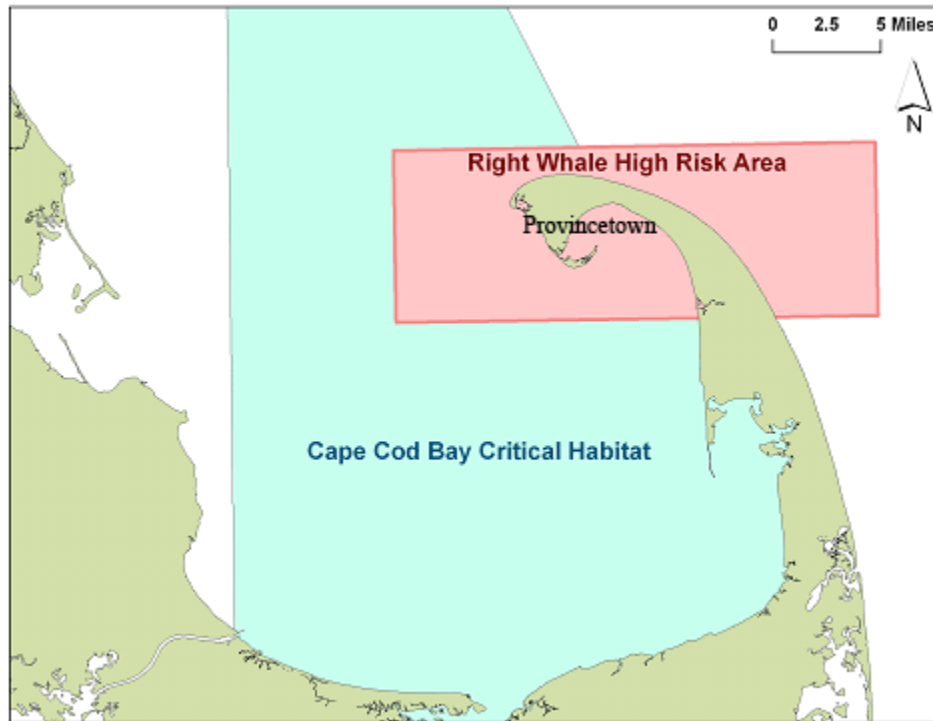 0 2.5 5 Miles
N
Right Whale High Risk Area
Provincetown
Cape Cod Bay Critical Habitat